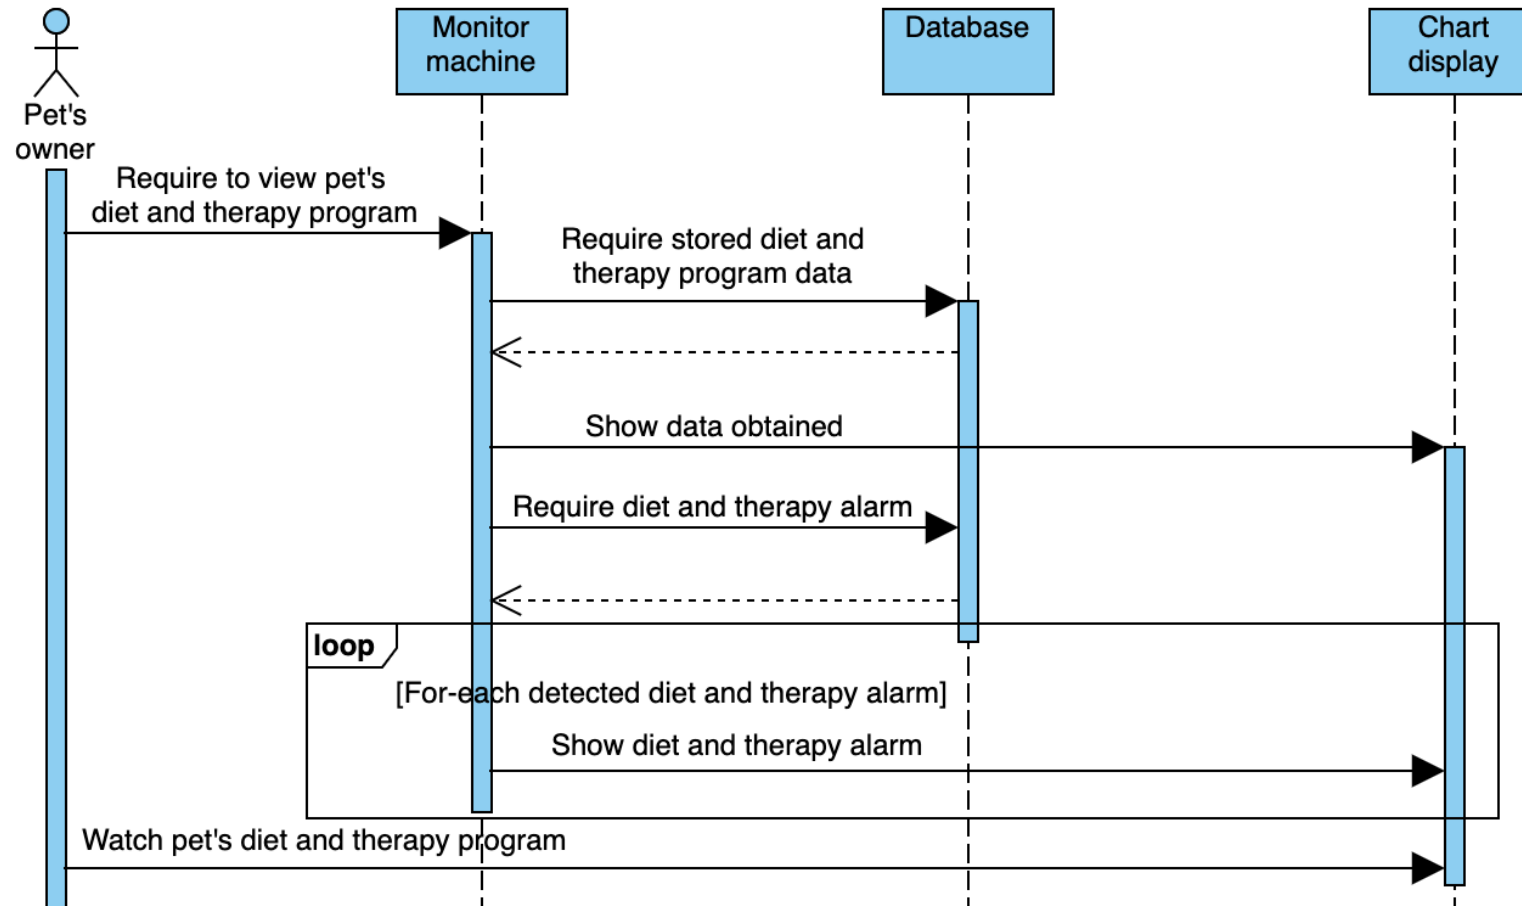 Monitor
machine
Database
Chart
display
Pet's
owner
Require to view pet's
diet and therapy program
Require stored diet and
therapy program data
Show data obtained
Require diet and therapy alarm
loop
[For-each detected diet and therapy alarm]
Show diet and therapy alarm
Watch pet's diet and therapy program